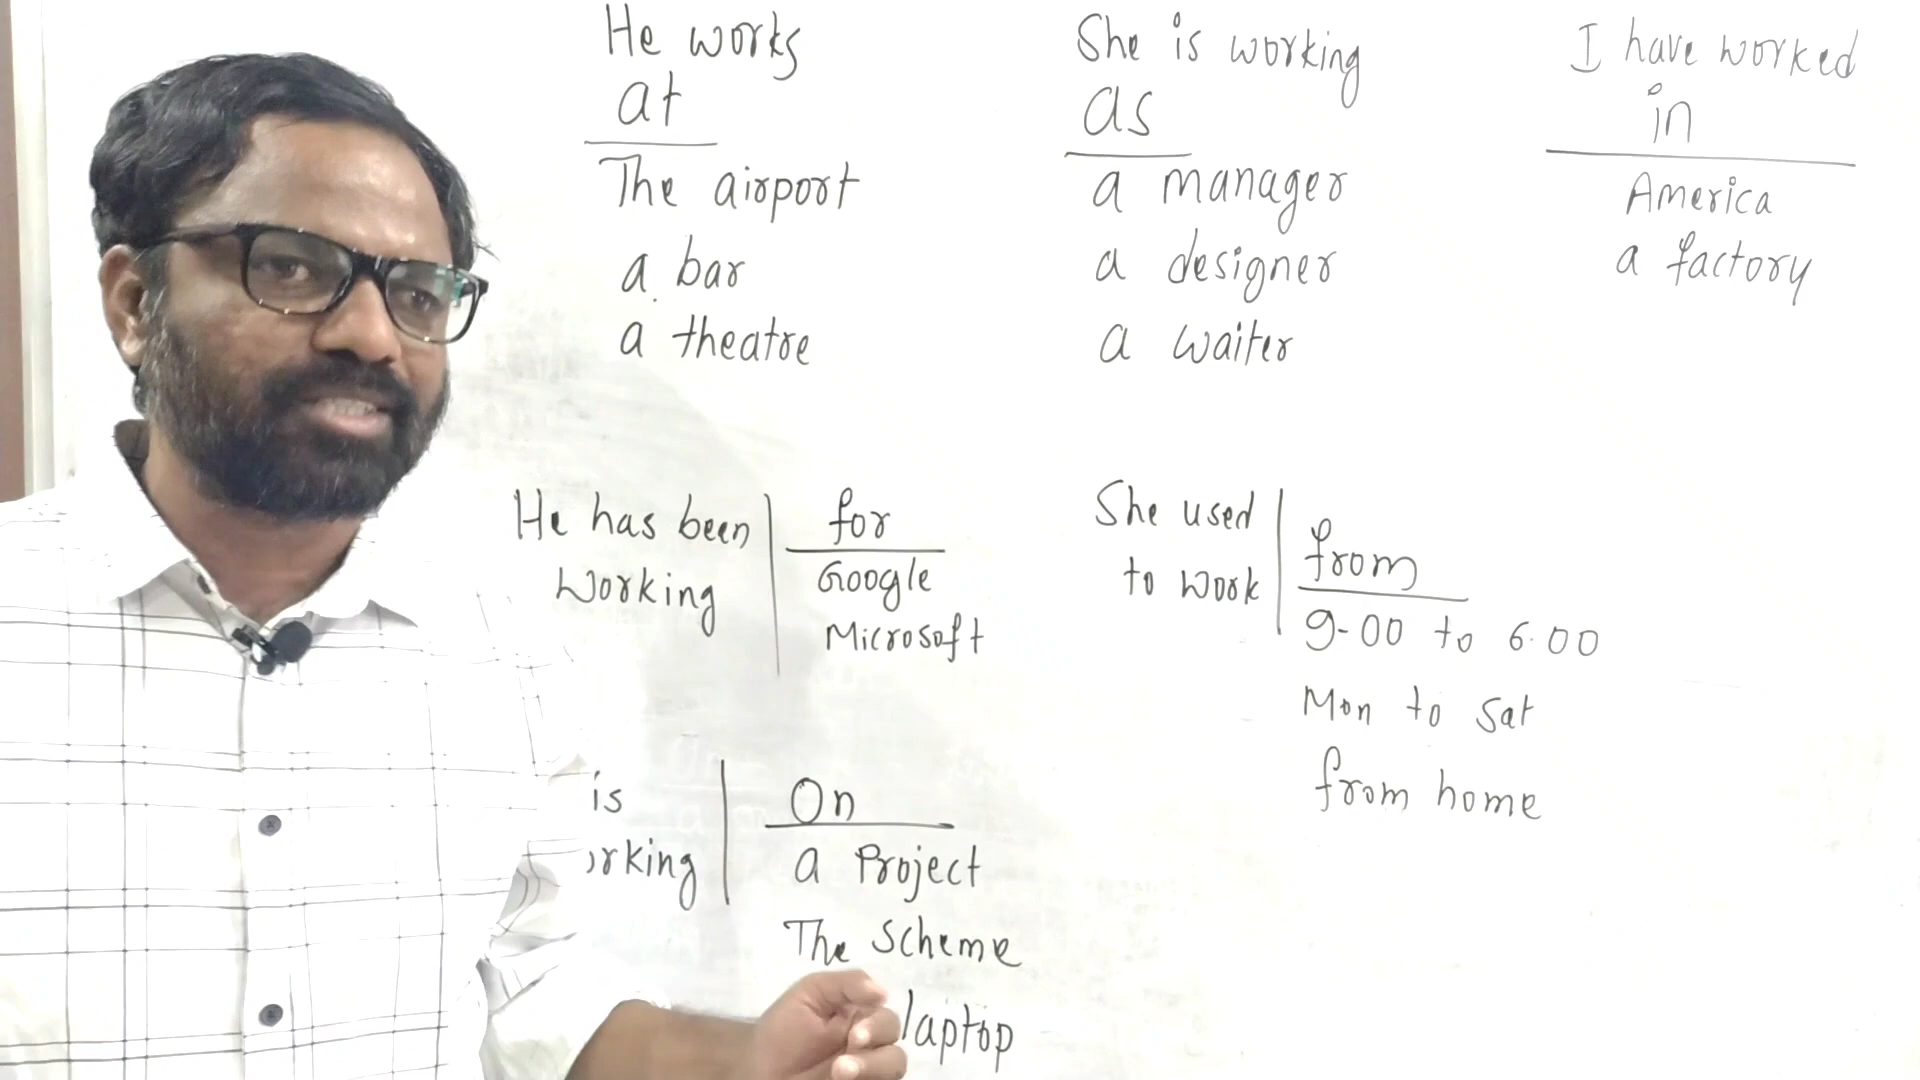 He works
at
The airport
a bar
a theatre
She is working
as
a manager
a designer
a waiter
I have worked
in
America
a factory
He has been
working
for
Google
Microsoft
She used
to work
from
9-00 to 6.00
Mon to Sat
from home
is
On
a Project
The Scheme
laptop